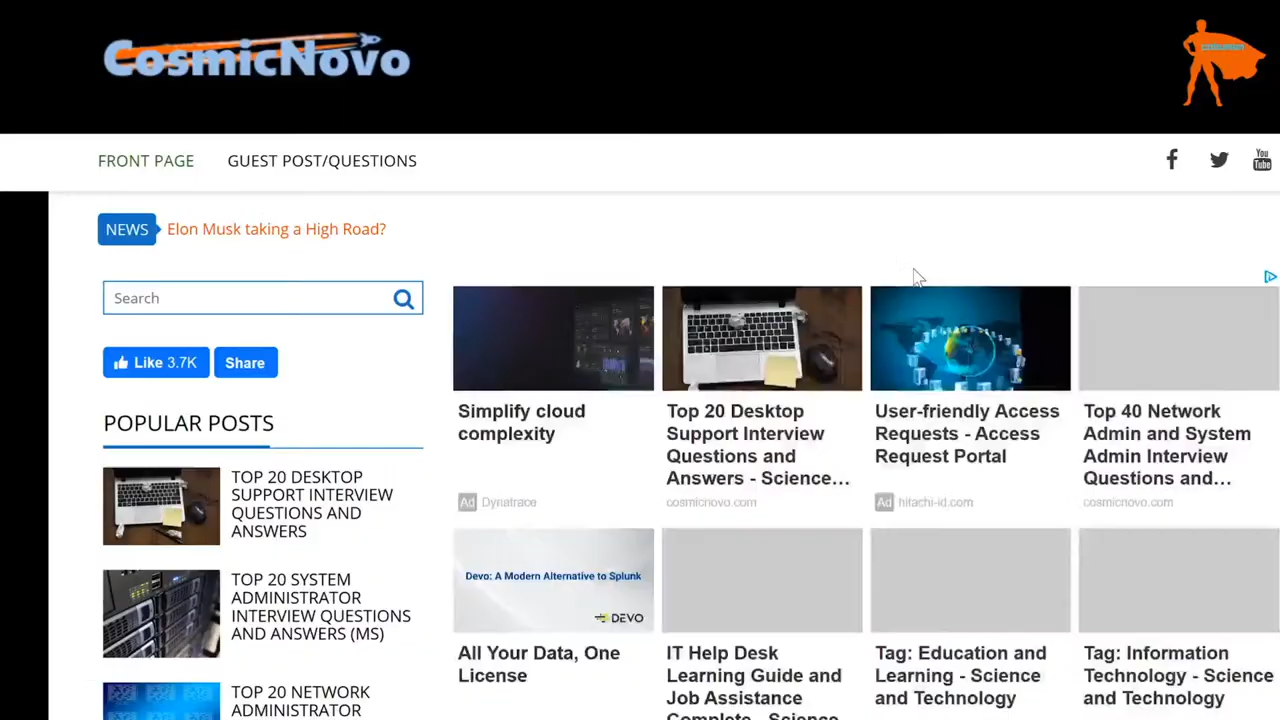 CosmicNovo
FRONT PAGE
GUEST POST/QUESTIONS
You
Tube
NEWS
Elon Musk taking a High Road?
Search
Like 3.7K
Share
POPULAR POSTS
TOP 20 DESKTOP
SUPPORT INTERVIEW
QUESTIONS AND
ANSWERS
TOP 20 SYSTEM
ADMINISTRATOR
INTERVIEW QUESTIONS
AND ANSWERS (MS)
TOP 20 NETWORK
ADMINISTRATOR
Simplify cloud
complexity
Ad Dynatrace
Top 20 Desktop
Support Interview
Questions and
Answers - Science...
cosmicnovo.com
User-friendly Access
Requests - Access
Request Portal
Ad hitachi-id.com
Top 40 Network
Admin and System
Admin Interview
Questions and...
cosmicnovo.com
Devo: A Modern Alternative to Splunk
DEVO
All Your Data, One
License
IT Help Desk
Learning Guide and
Job Assistance
Complete - Science
Tag: Education and
Learning - Science
and Technology
Tag: Information
Technology - Science
and Technology